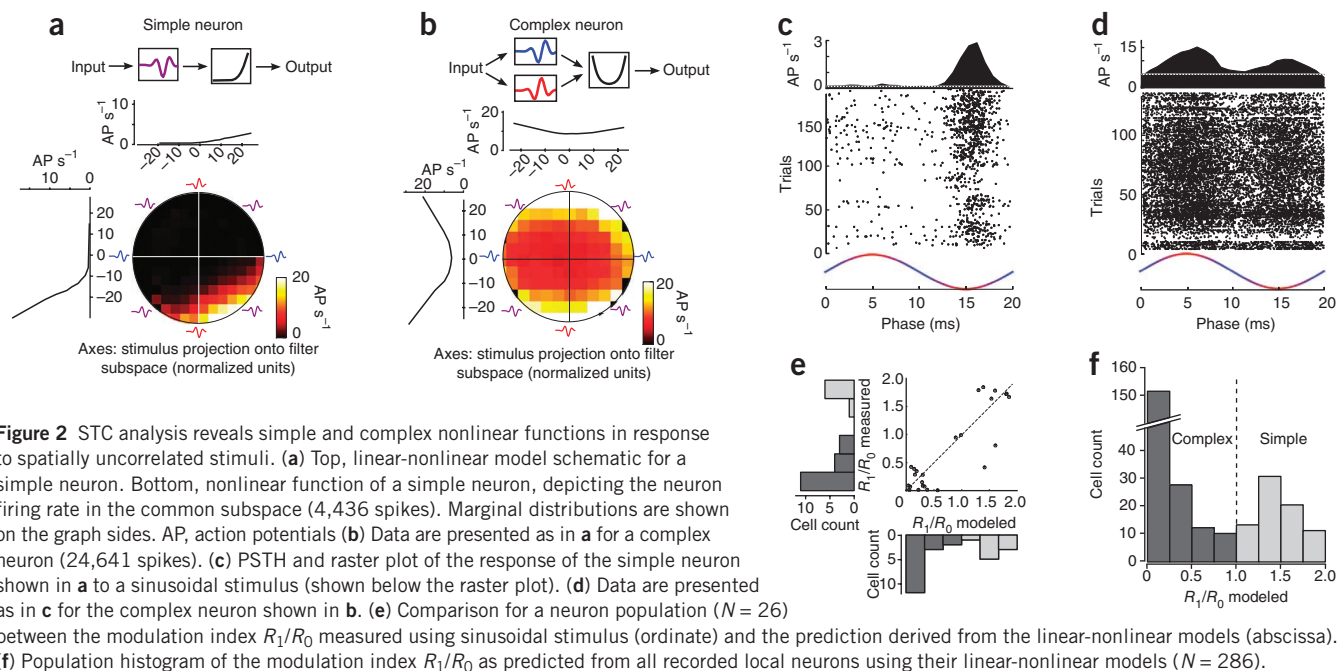 a
Simple neuron
Input
Output
10
0
AP s⁻¹
−20
−10
0
10
20
AP s⁻¹
10
0
20
10
0
−10
−20
20
0
AP s⁻¹
Axes: stimulus projection onto filter
subspace (normalized units)
b
Complex neuron
Input
Output
20
0
AP s⁻¹
−20
−10
0
10
20
AP s⁻¹
20
0
20
10
0
−10
−20
20
0
AP s⁻¹
Axes: stimulus projection onto filter
subspace (normalized units)
c
3
0
AP s⁻¹
150
100
50
0
Trials
0
5
10
15
20
Phase (ms)
d
15
0
AP s⁻¹
100
50
0
Trials
0
5
10
15
20
Phase (ms)
e
10
5
0
Cell count
2.0
1.5
1.0
0.5
0
R₁/R₀ measured
0
0.5
1.0
1.5
2.0
R₁/R₀ modeled
0
5
10
Cell count
f
160
150
40
30
20
10
0
Cell count
Complex
Simple
0
0.5
1.0
1.5
2.0
R₁/R₀ modeled
Figure 2 STC analysis reveals simple and complex nonlinear functions in response
to spatially uncorrelated stimuli. (a) Top, linear-nonlinear model schematic for a
simple neuron. Bottom, nonlinear function of a simple neuron, depicting the neuron
firing rate in the common subspace (4,436 spikes). Marginal distributions are shown
on the graph sides. AP, action potentials (b) Data are presented as in a for a complex
neuron (24,641 spikes). (c) PSTH and raster plot of the response of the simple neuron
shown in a to a sinusoidal stimulus (shown below the raster plot). (d) Data are presented
as in c for the complex neuron shown in b. (e) Comparison for a neuron population (N = 26)
between the modulation index R₁/R₀ measured using sinusoidal stimulus (ordinate) and the prediction derived from the linear-nonlinear models (abscissa).
(f) Population histogram of the modulation index R₁/R₀ as predicted from all recorded local neurons using their linear-nonlinear models (N = 286).